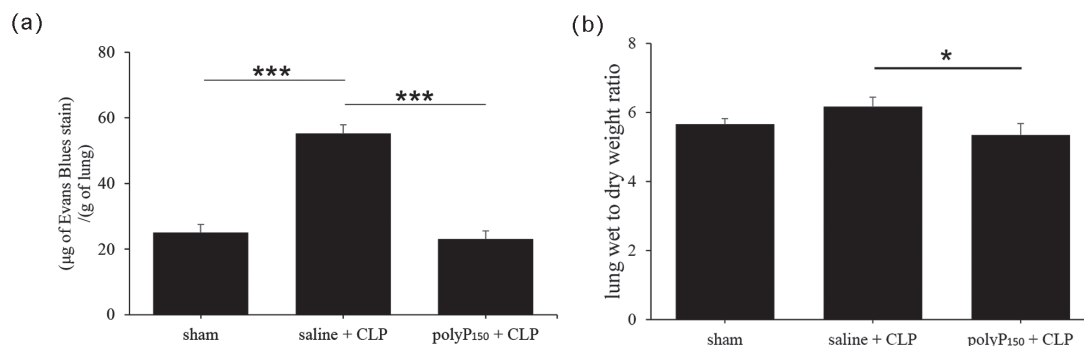 (a)
80
60
40
20
0
(µg of Evans Blues stain)
/(g of lung)
***
***
sham
saline + CLP
polyP150 + CLP
(b)
8
6
4
2
0
lung wet to dry weight ratio
*
sham
saline + CLP
polyP150 + CLP